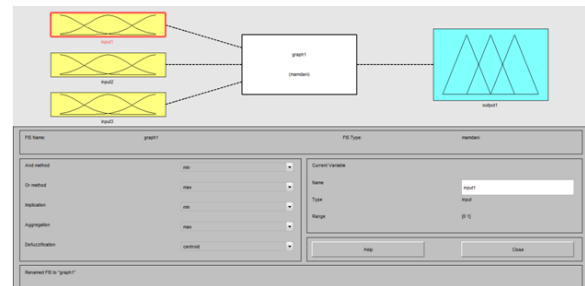 input1
graph1
(mamdani)
input2
output1
input3
FIS Name:
graph1
FIS Type:
mamdani
And method
min
Or method
max
Implication
min
Aggregation
max
Defuzzification
centroid
Current Variable
Name
input1
Type
input
Range
[0 1]
Help
Close
Renamed FIS to "graph1"